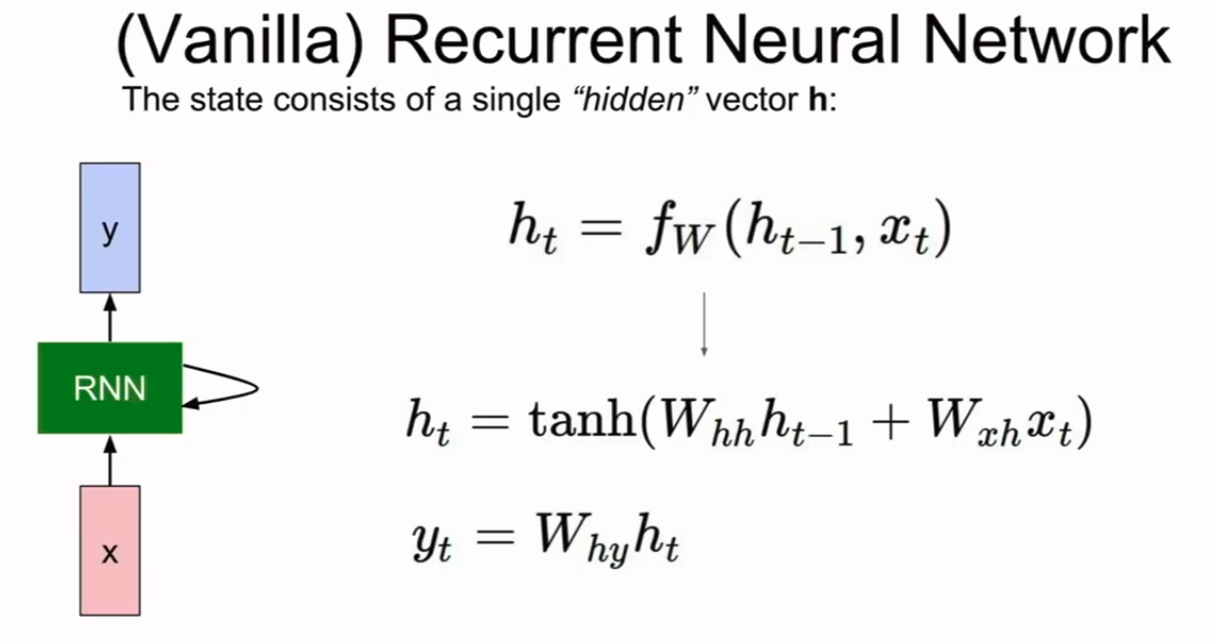 (Vanilla) Recurrent Neural Network
The state consists of a single “hidden” vector h:
y
RNN
x
h_t = f_W(h_{t−1}, x_t)
h_t = tanh(W_{hh}h_{t−1} + W_{xh}x_t)
y_t = W_{hy}h_t